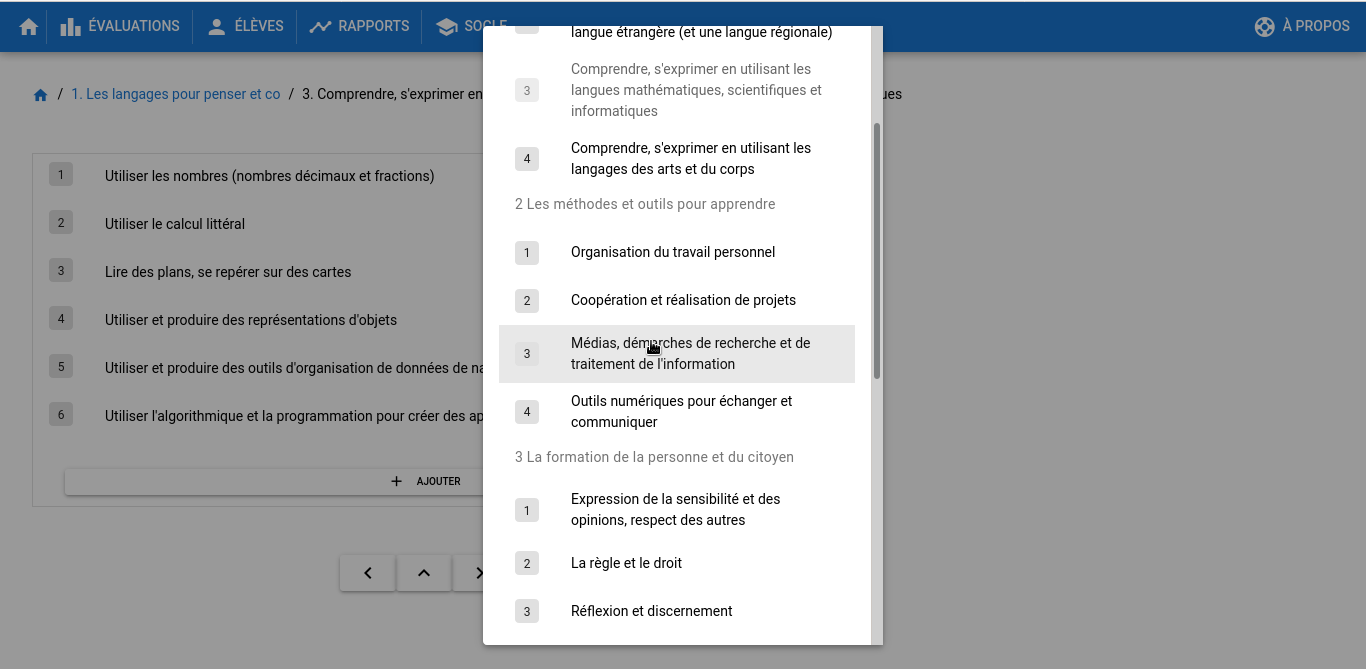 ÉVALUATIONS
ÉLÈVES
RAPPORTS
SOCLE
À PROPOS
/ 1. Les langages pour penser et co / 3. Comprendre, s'exprimer en
ues
1 Utiliser les nombres (nombres décimaux et fractions)
2 Utiliser le calcul littéral
3 Lire des plans, se repérer sur des cartes
4 Utiliser et produire des représentations d'objets
5 Utiliser et produire des outils d'organisation de données de na
6 Utiliser l'algorithmique et la programmation pour créer des ap
+ AJOUTER
langue étrangère (et une langue régionale)
3 Comprendre, s'exprimer en utilisant les
langues mathématiques, scientifiques et
informatiques
4 Comprendre, s'exprimer en utilisant les
langages des arts et du corps
2 Les méthodes et outils pour apprendre
1 Organisation du travail personnel
2 Coopération et réalisation de projets
3 Médias, démarches de recherche et de
traitement de l'information
4 Outils numériques pour échanger et
communiquer
3 La formation de la personne et du citoyen
1 Expression de la sensibilité et des
opinions, respect des autres
2 La règle et le droit
3 Réflexion et discernement